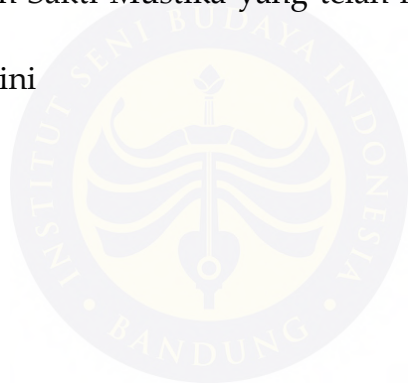 Sakti Mustika yang telah
ini
INSTITUT SENI BUDAYA INDONESIA
• BANDUNG •